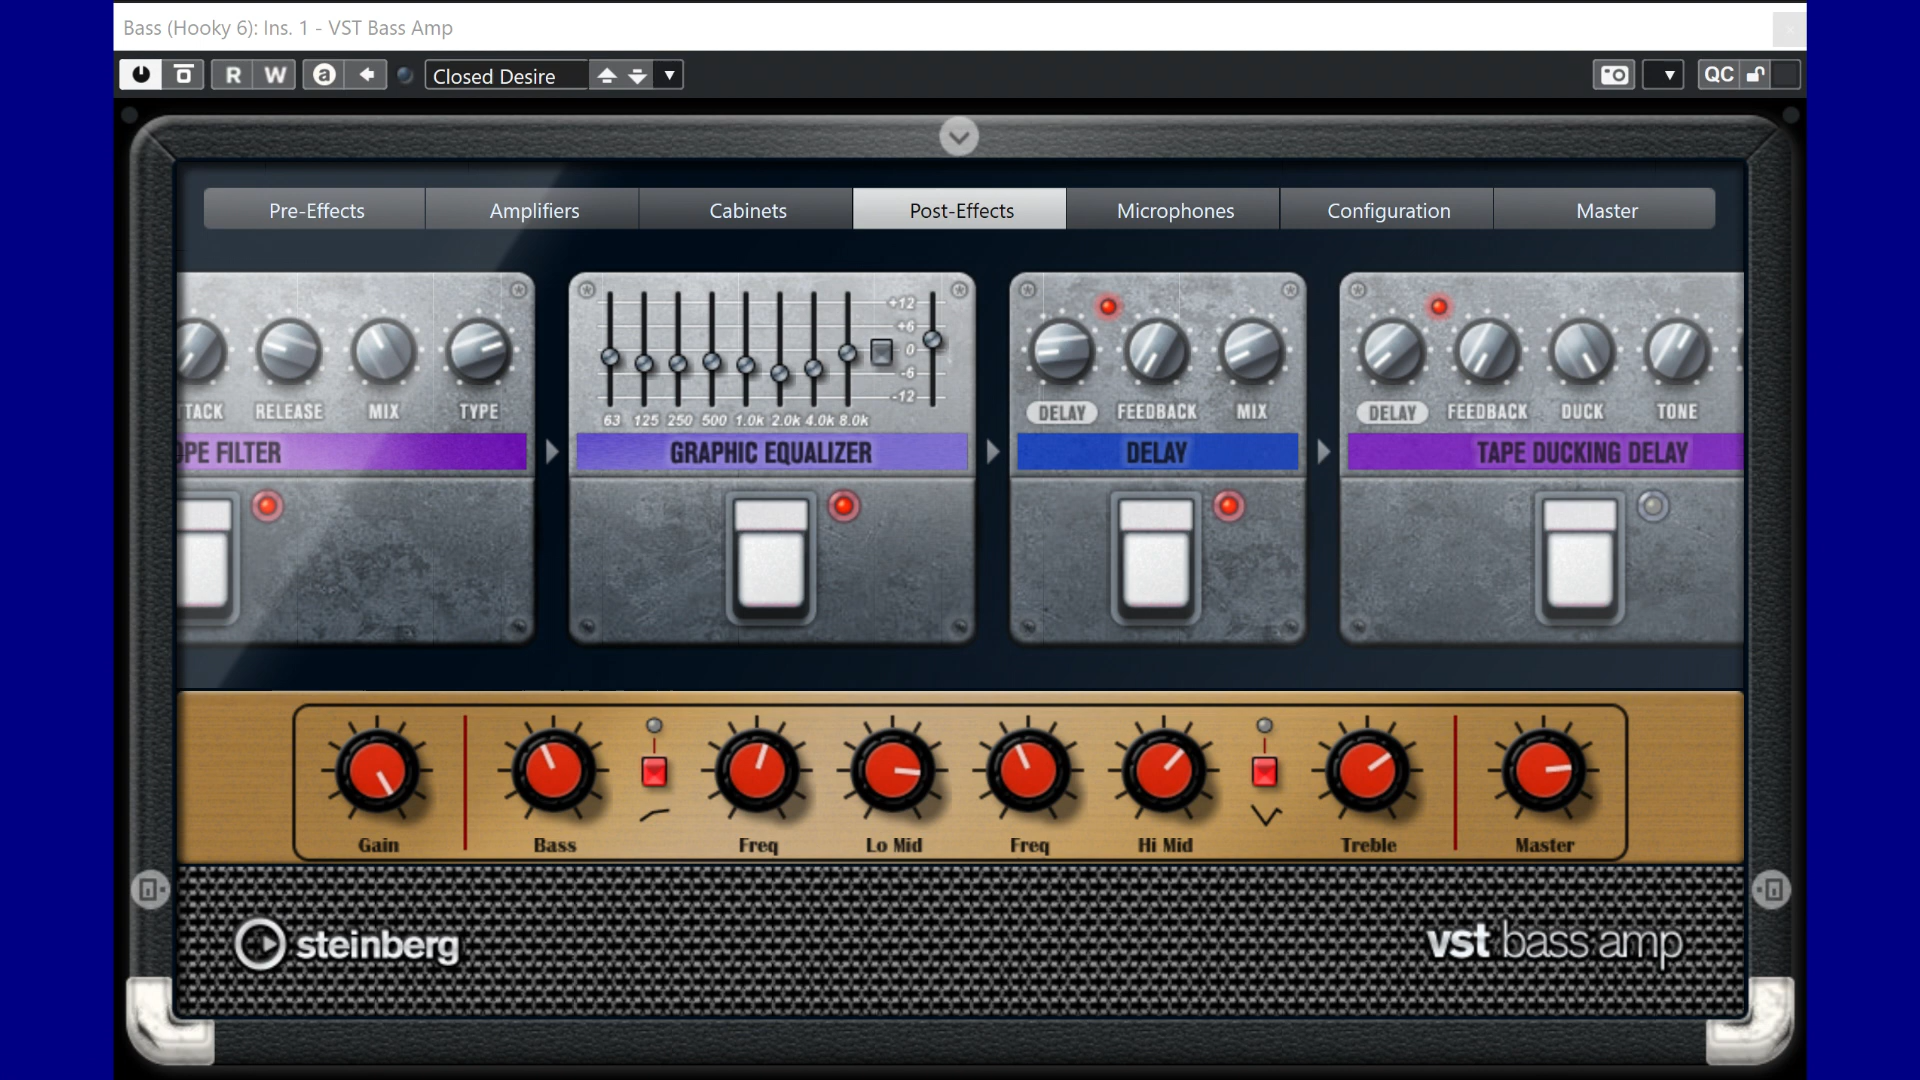 Bass (Hooky 6): Ins. 1 - VST Bass Amp
R W a Closed Desire QC
Pre-Effects Amplifiers Cabinets Post-Effects Microphones Configuration Master
+12
+6
0
-6
-12
63 125 250 500 1.0k 2.0k 4.0k 8.0k
TACK RELEASE MIX TYPE DELAY FEEDBACK MIX DELAY FEEDBACK DUCK TONE
OPE FILTER GRAPHIC EQUALIZER DELAY TAPE DUCKING DELAY
Gain Bass Freq Lo Mid Freq Hi Mid Treble Master
steinberg vst bass amp